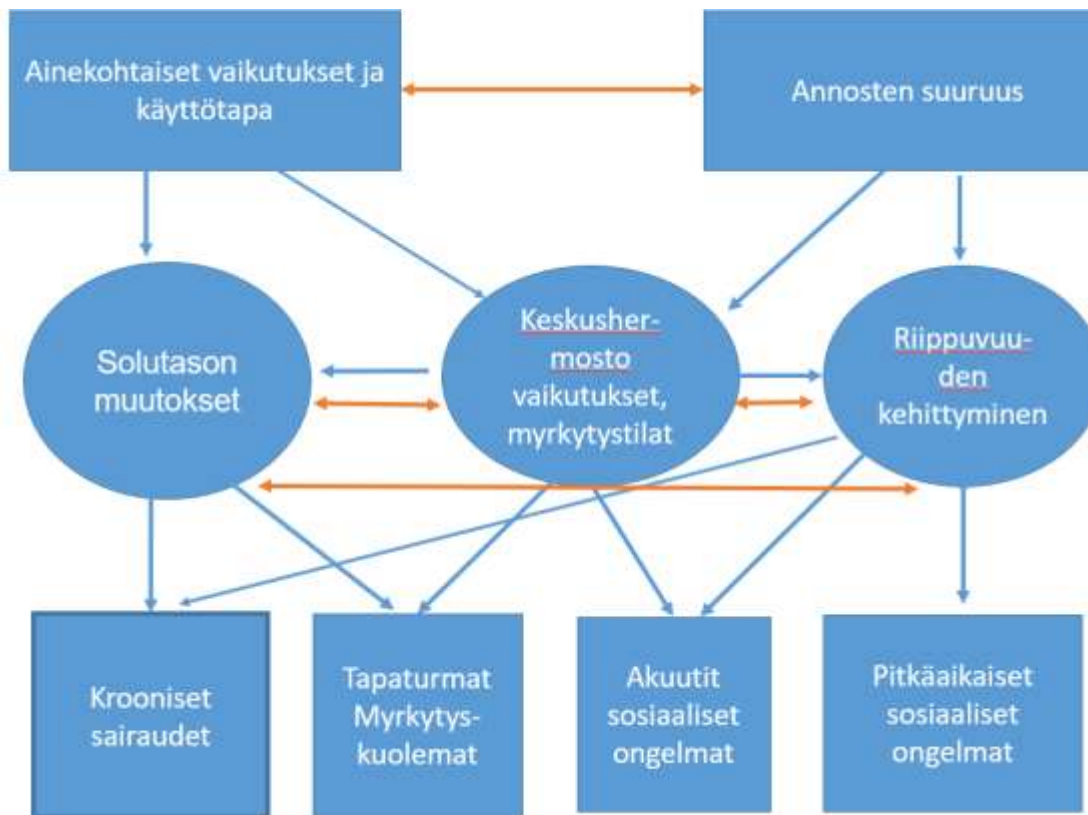 Ainekohtaiset vaikutukset ja
käyttötapa
Annosten suuruus
Solutason
muutokset
Keskusher-
mosto
vaikutukset,
myrkytystilat
Riippuvuu-
den
kehittyminen
Krooniset
sairaudet
Tapaturmat
Myrkytys-
kuolemat
Akuutit
sosiaaliset
ongelmat
Pitkäaikaiset
sosiaaliset
ongelmat